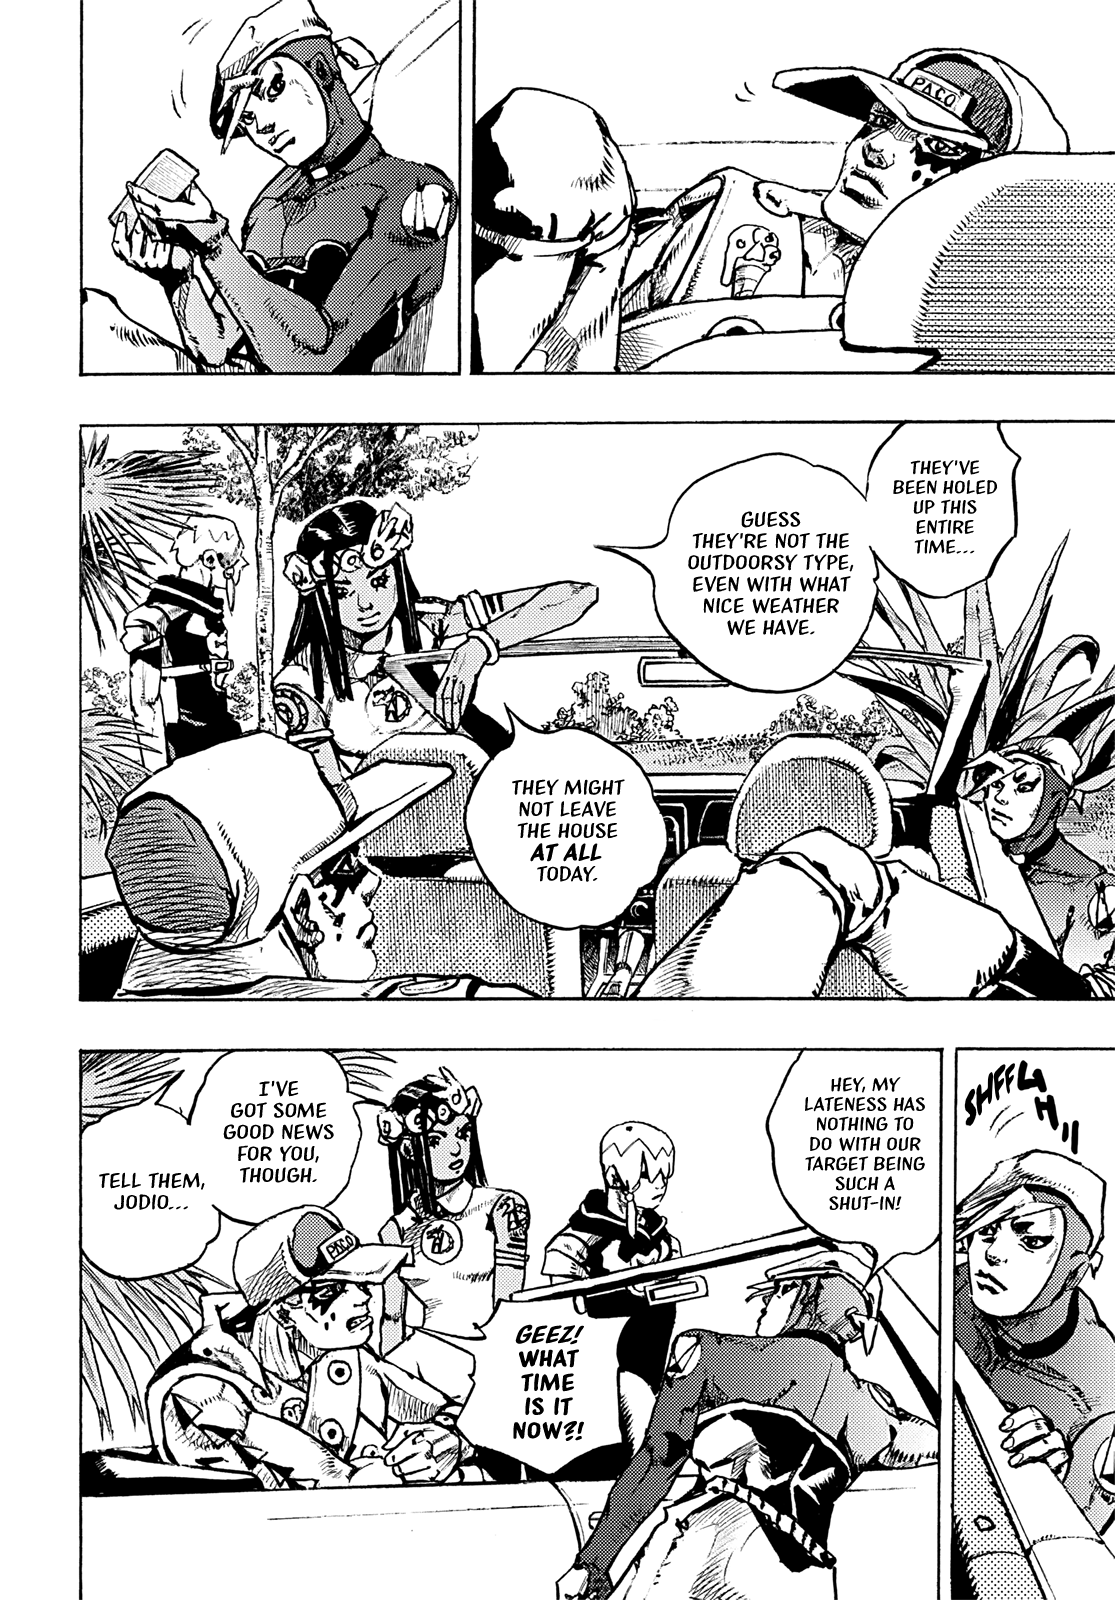 PACO
THEY'VE
BEEN HOLED
UP THIS
ENTIRE
TIME...
GUESS
THEY'RE NOT THE
OUTDOORSY TYPE,
EVEN WITH WHAT
NICE WEATHER
WE HAVE.
THEY MIGHT
NOT LEAVE
THE HOUSE
AT ALL
TODAY.
HEY, MY
LATENESS HAS
NOTHING TO
DO WITH OUR
TARGET BEING
SUCH A
SHUT-IN!
GEEZ!
WHAT
TIME
IS IT
NOW?!
I'VE
GOT SOME
GOOD NEWS
FOR YOU,
THOUGH.
TELL THEM,
JODIO...
PACO